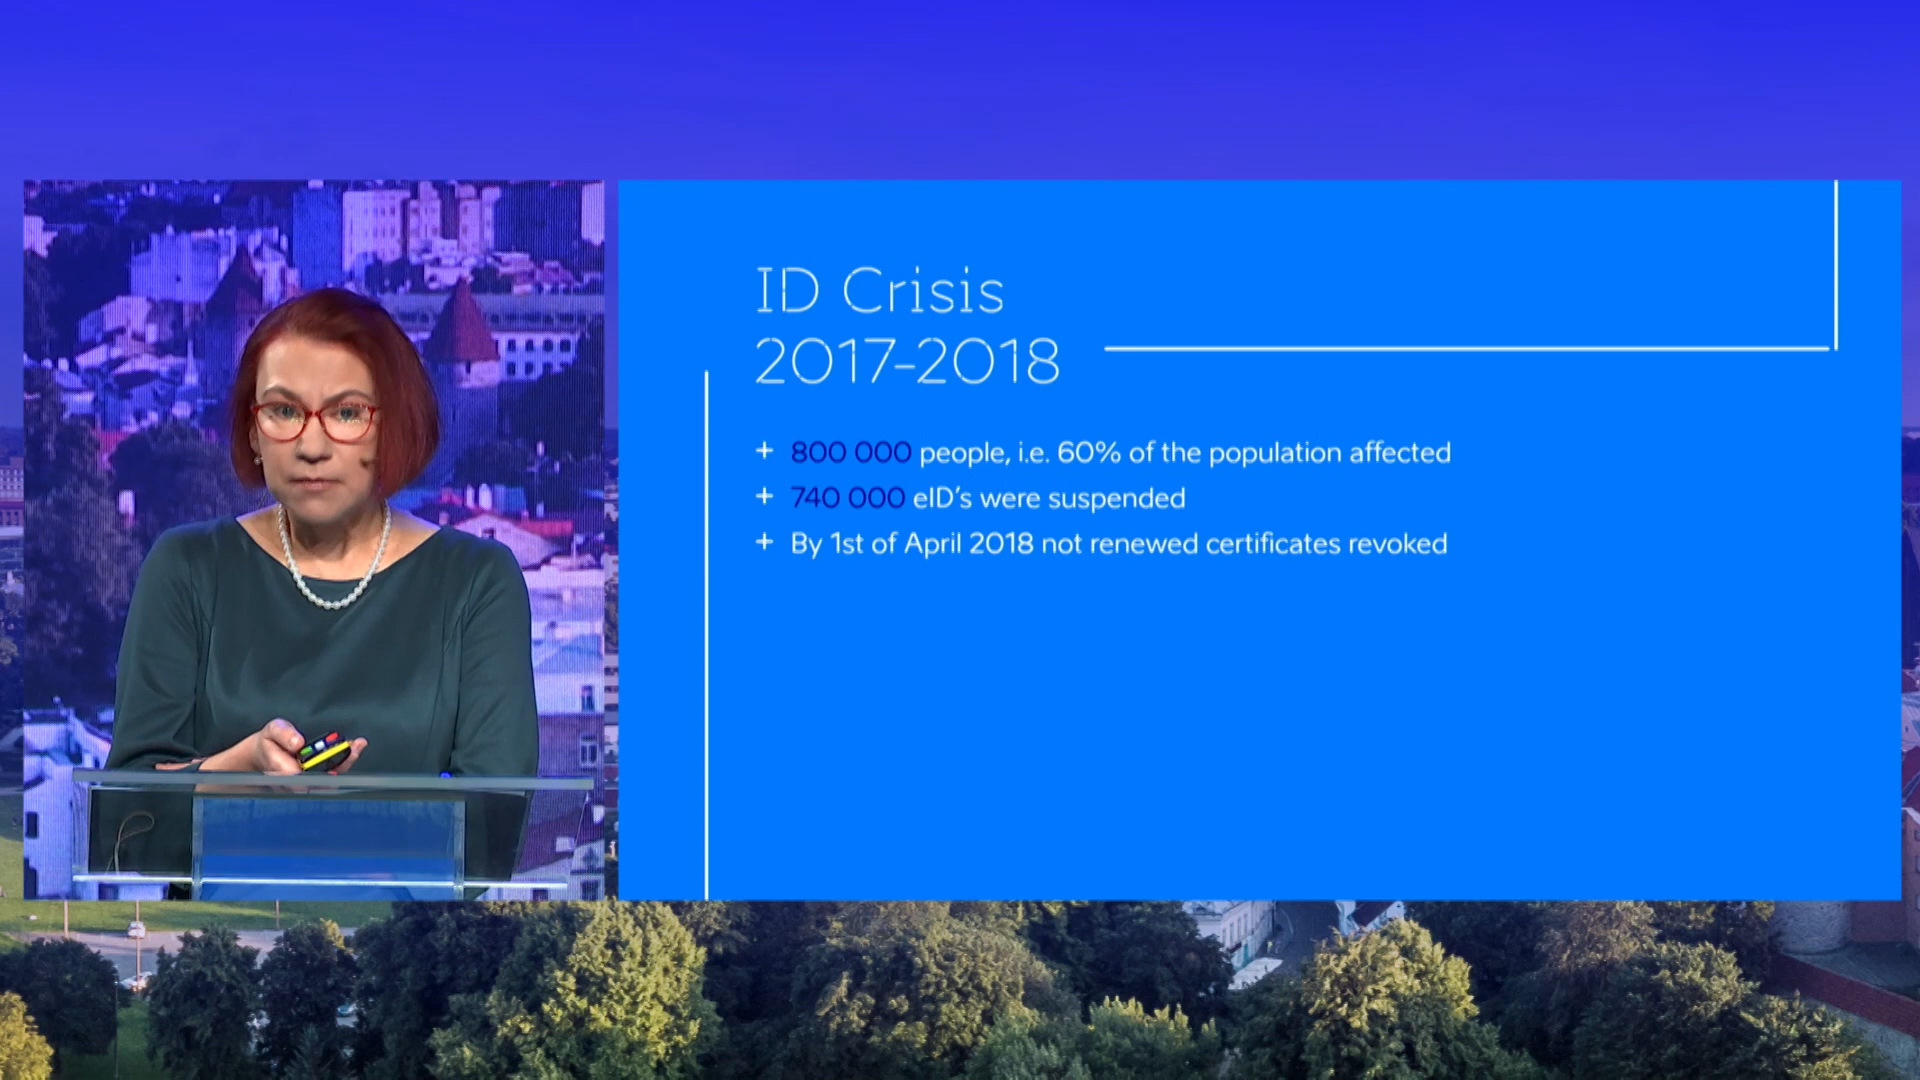 ID Crisis
2017-2018
+ 800 000 people, i.e. 60% of the population affected
+ 740 000 eID's were suspended
+ By 1st of April 2018 not renewed certificates revoked